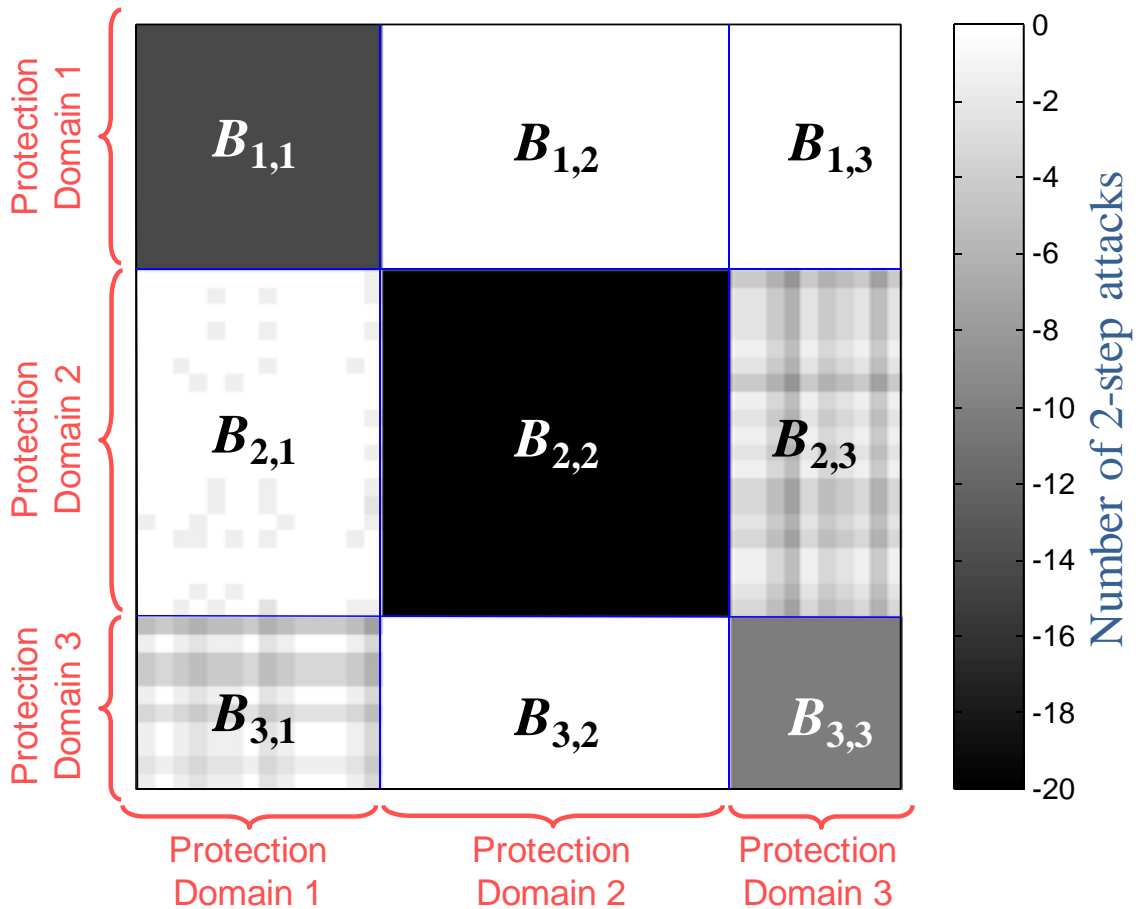 Protection
Domain 1
Protection
Domain 2
Protection
Domain 3
B1,1
B1,2
B1,3
B2,1
B2,2
B2,3
B3,1
B3,2
B3,3
Protection
Domain 1
Protection
Domain 2
Protection
Domain 3
0
-2
-4
-6
-8
-10
-12
-14
-16
-18
-20
Number of 2-step attacks